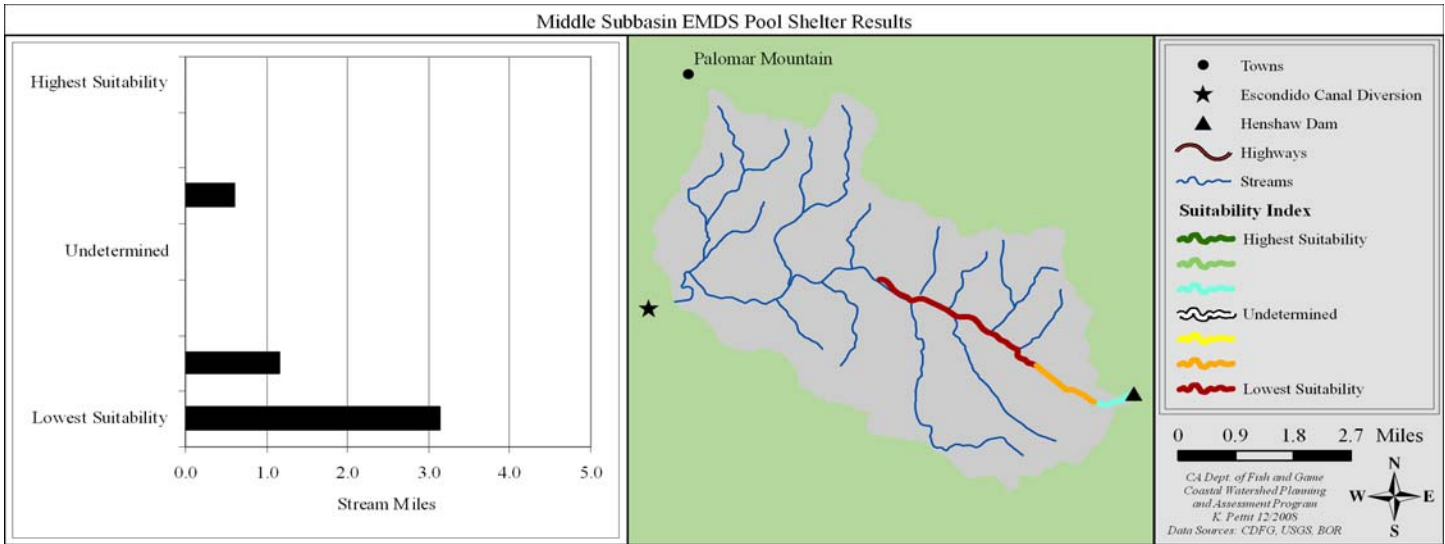 Middle Subbasin EMDS Pool Shelter Results
Highest Suitability
Undetermined
Lowest Suitability
0.0 1.0 2.0 3.0 4.0 5.0
Stream Miles
Palomar Mountain
Towns
Escondido Canal Diversion
Henshaw Dam
Highways
Streams
Suitability Index
Highest Suitability
Undetermined
Lowest Suitability
0 0.9 1.8 2.7 Miles
CA Dept. of Fish and Game
Coastal Watershed Planning
and Assessment Program
K. Pettit 12/2008
Data Sources: CDFG, USGS, BOR
N
W E
S